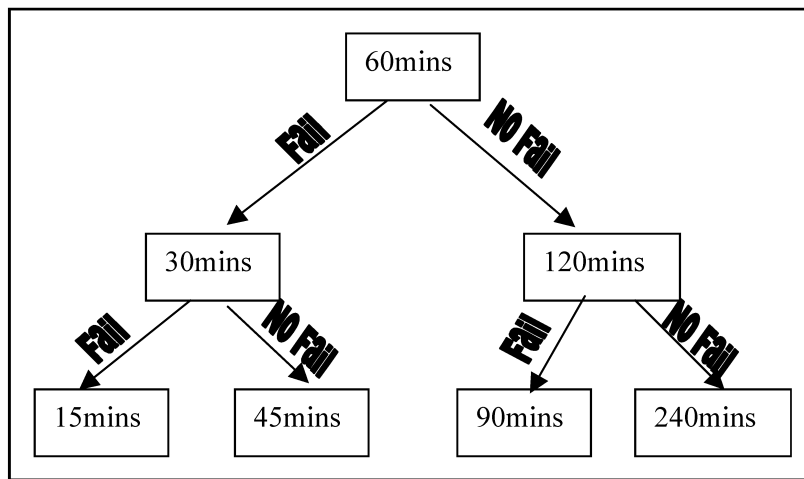 60mins
Fail
No Fail
30mins
120mins
Fail
No Fail
Fail
No Fail
15mins
45mins
90mins
240mins